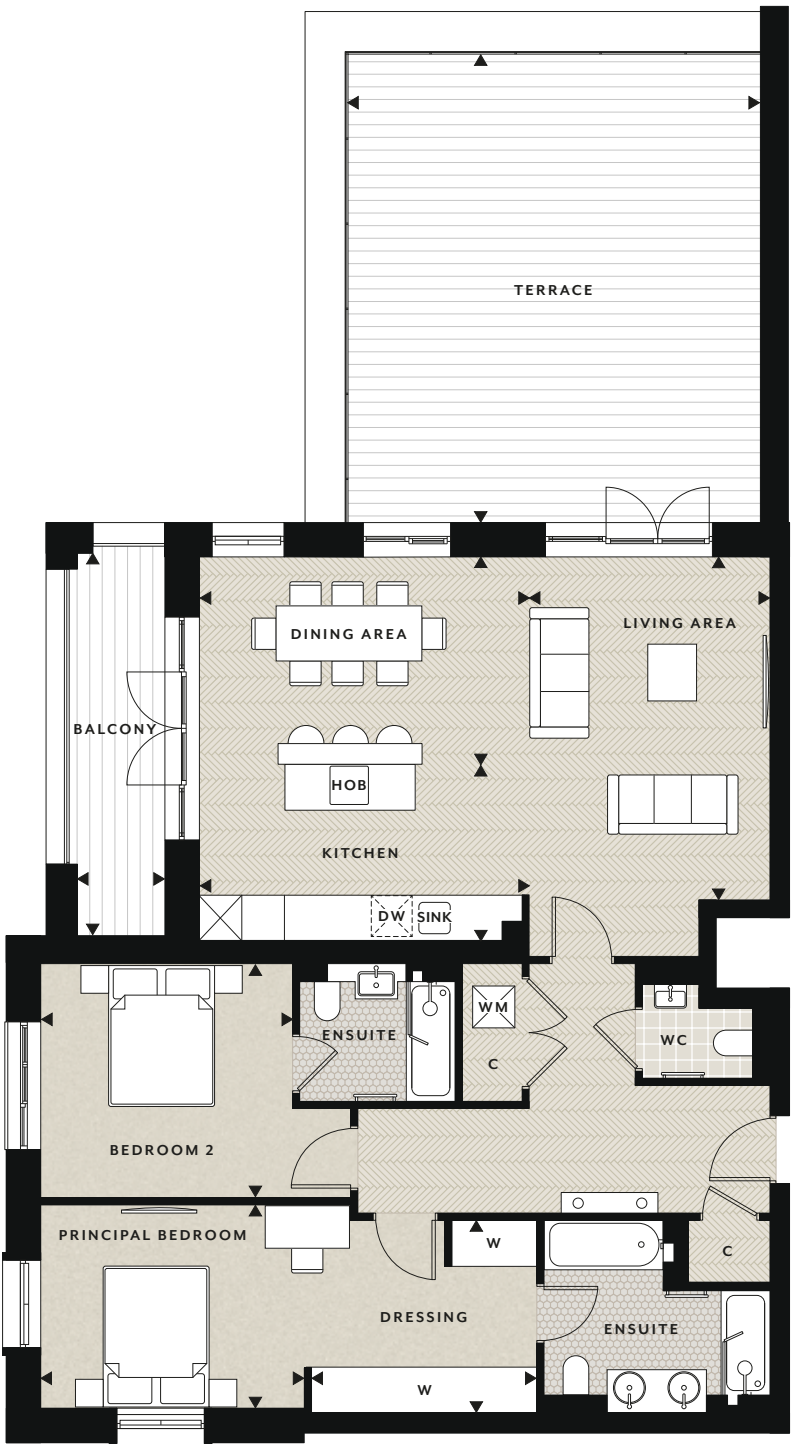 TERRACE
LIVING AREA
DINING AREA
BALCONY
HOB
KITCHEN
DW
SINK
WM
ENSUITE
WC
C
BEDROOM 2
PRINCIPAL BEDROOM
W
C
DRESSING
ENSUITE
W